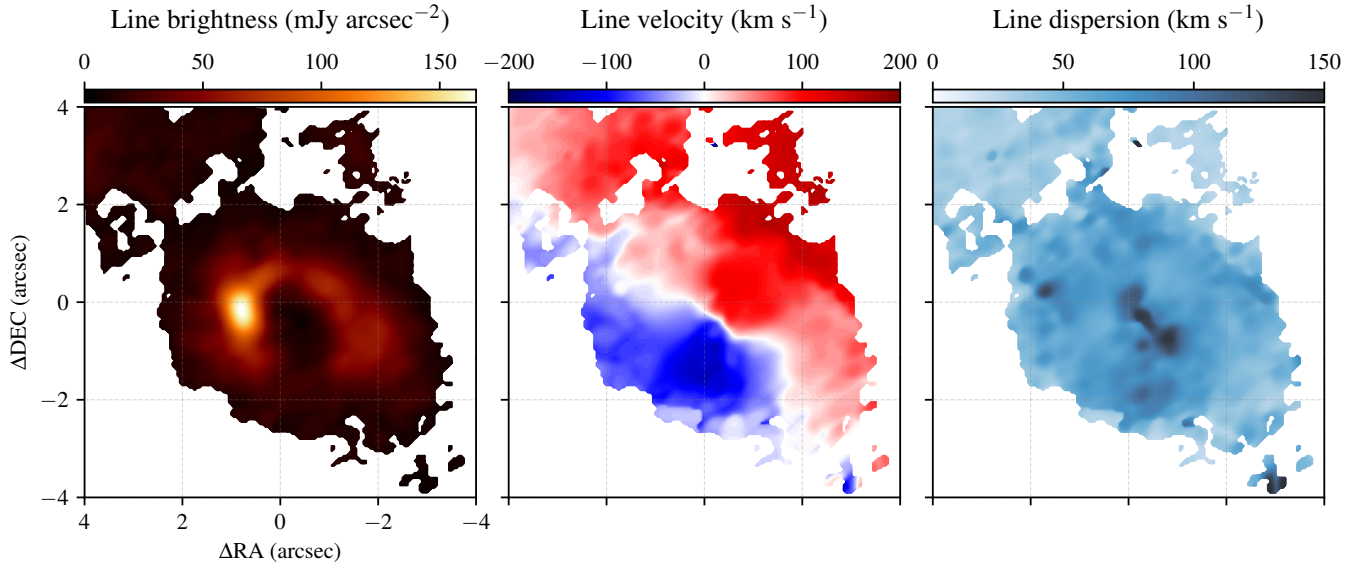 Line brightness (mJy arcsec−2)
Line velocity (km s−1)
Line dispersion (km s−1)
0 50 100 150
−200 −100 0 100 200
0 50 100 150
4
2
0
−2
−4
ΔDEC (arcsec)
4 2 0 −2 −4
ΔRA (arcsec)